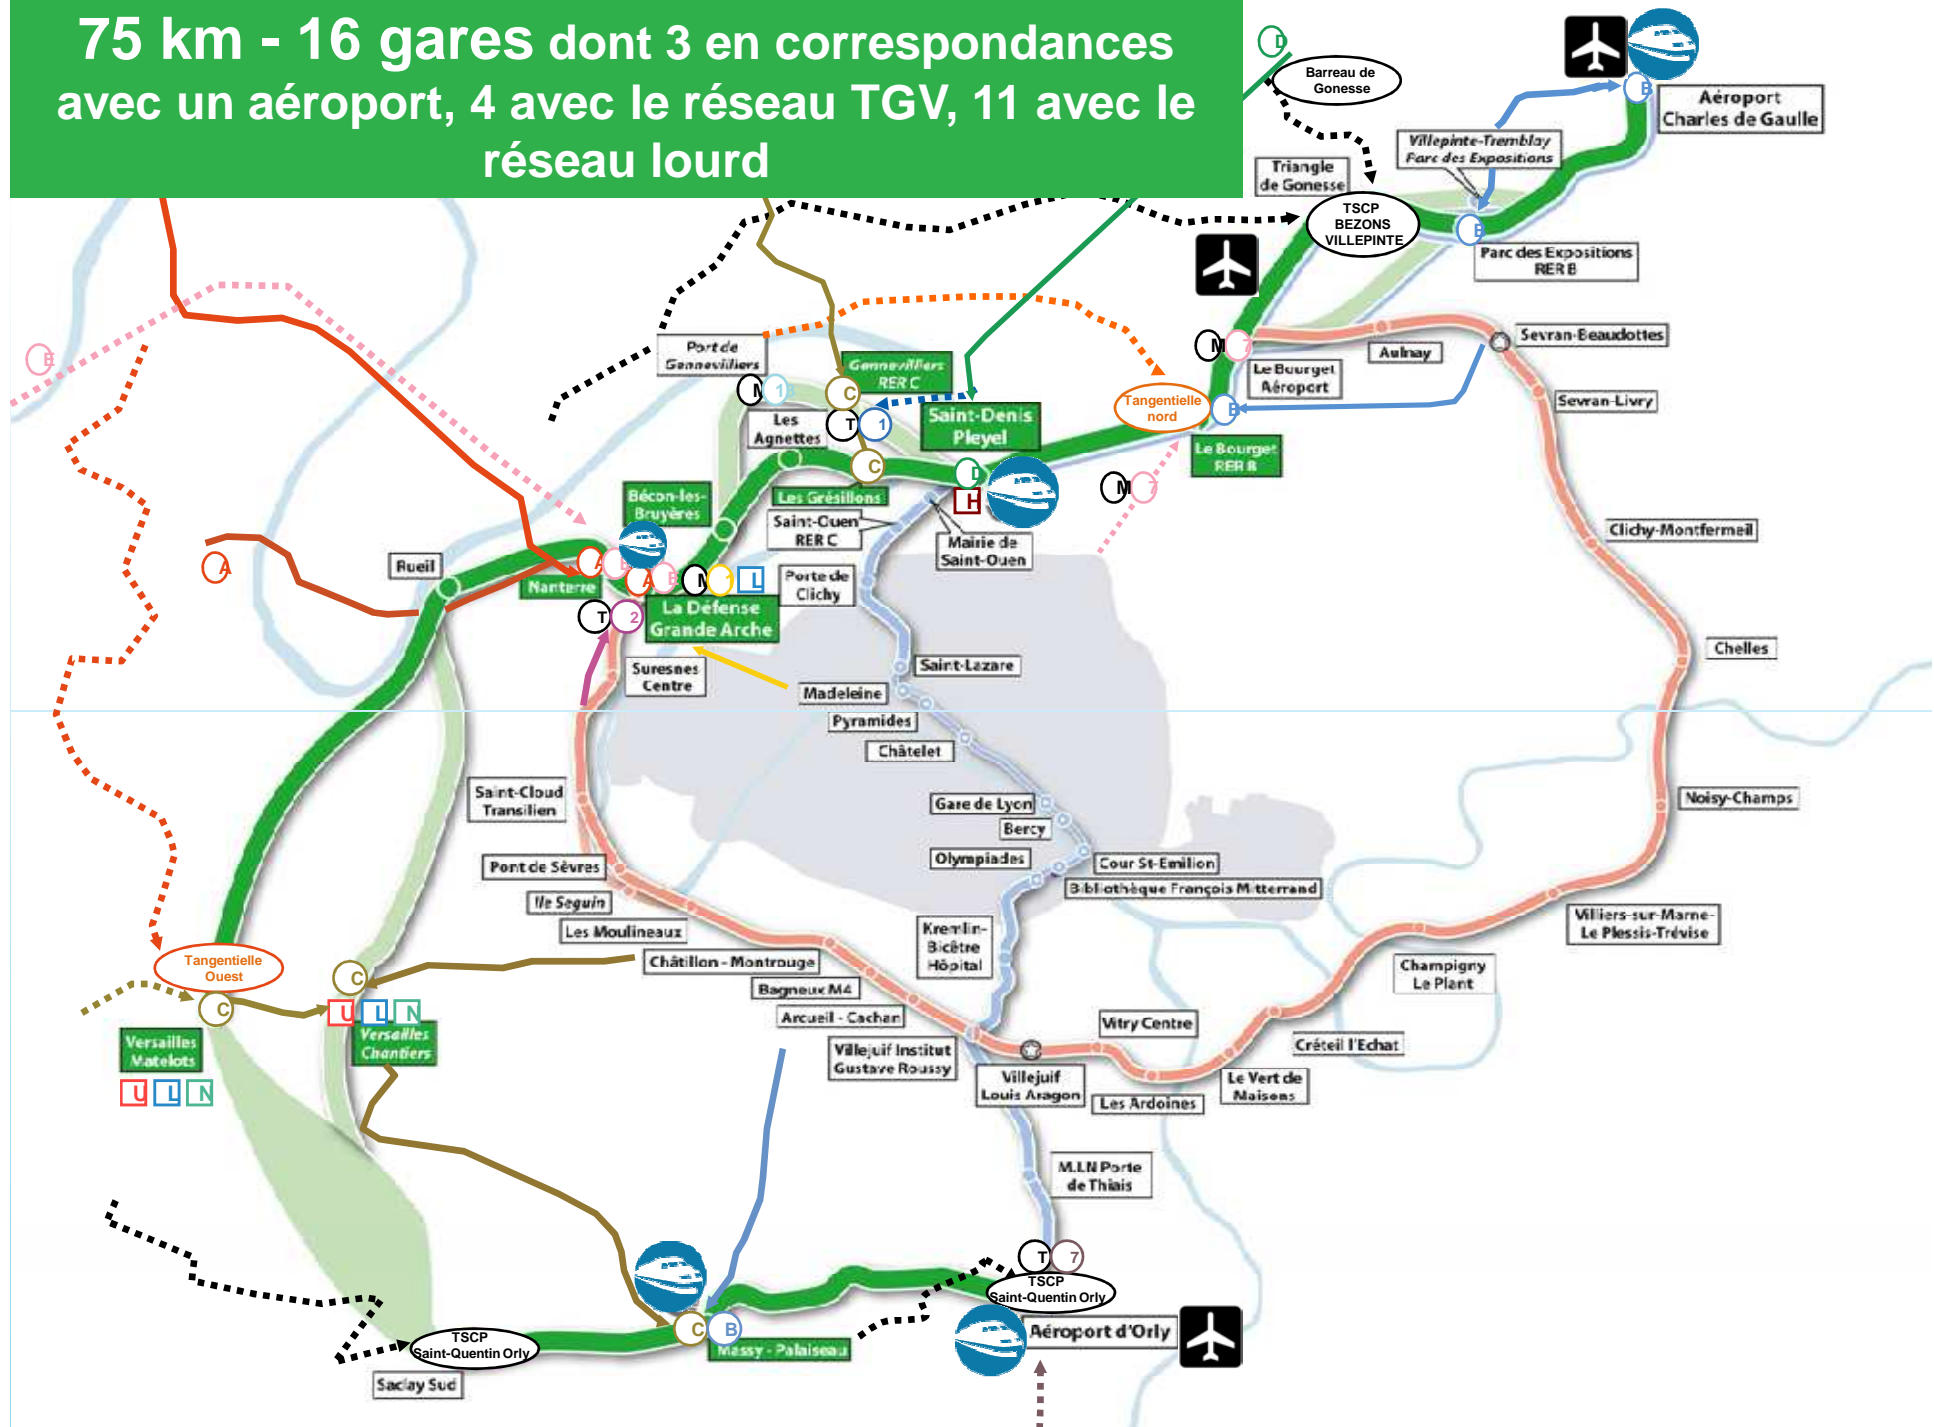 75 km - 16 gares dont 3 en correspondances
avec un aéroport, 4 avec le réseau TGV, 11 avec le
réseau lourd
D
Barreau de
Gonesse
B
Aéroport
Charles de Gaulle
Villepinte-Tremblay
Parc des Expositions
Triangle
de Gonesse
TSCP
BEZONS
VILLEPINTE
B
Parc des Expositions
RER B
E
Port de
Gennevilliers
Gennevilliers
RER C
M 7
Sevran-Beaudottes
Aulnay
Le Bourget
Aéroport
M 1
C
Sevran-Livry
Tangentielle
nord
B
Les
Agnettes
T 1
Saint-Denis
Pleyel
Le Bourget
RER B
C
D
H
M 7
Bécon-les-
Bruyères
Les Grésillons
Saint-Ouen
RER C
Mairie de
Saint-Ouen
Clichy-Montfermeil
A
Rueil
A E
Nanterre
A E M 1 L
Porte de
Clichy
T 2
La Défense
Grande Arche
Suresnes
Centre
Saint-Lazare
Chelles
Madeleine
Pyramides
Châtelet
Saint-Cloud
Transilien
Gare de Lyon
Noisy-Champs
Bercy
Pont de Sèvres
Olympiades
Cour St-Emilion
Bibliothèque François Mitterrand
Ile Seguin
Les Moulineaux
Kremlin-
Bicêtre
Hôpital
Villiers-sur-Marne-
Le Plessis-Trévise
Tangentielle
Ouest
C
Châtillon - Montrouge
Champigny
Le Plant
C
Bagneux M4
U L N
Arcueil - Cachan
Vitry Centre
Versailles
Matelots
Versailles
Chantiers
Créteil l'Echat
Villejuif Institut
Gustave Roussy
Villejuif
Louis Aragon
Le Vert de
Maisons
U L N
Les Ardoines
M.I.N Porte
de Thiais
T 7
TSCP
Saint-Quentin Orly
C B
Aéroport d'Orly
TSCP
Saint-Quentin Orly
Massy - Palaiseau
Saclay Sud